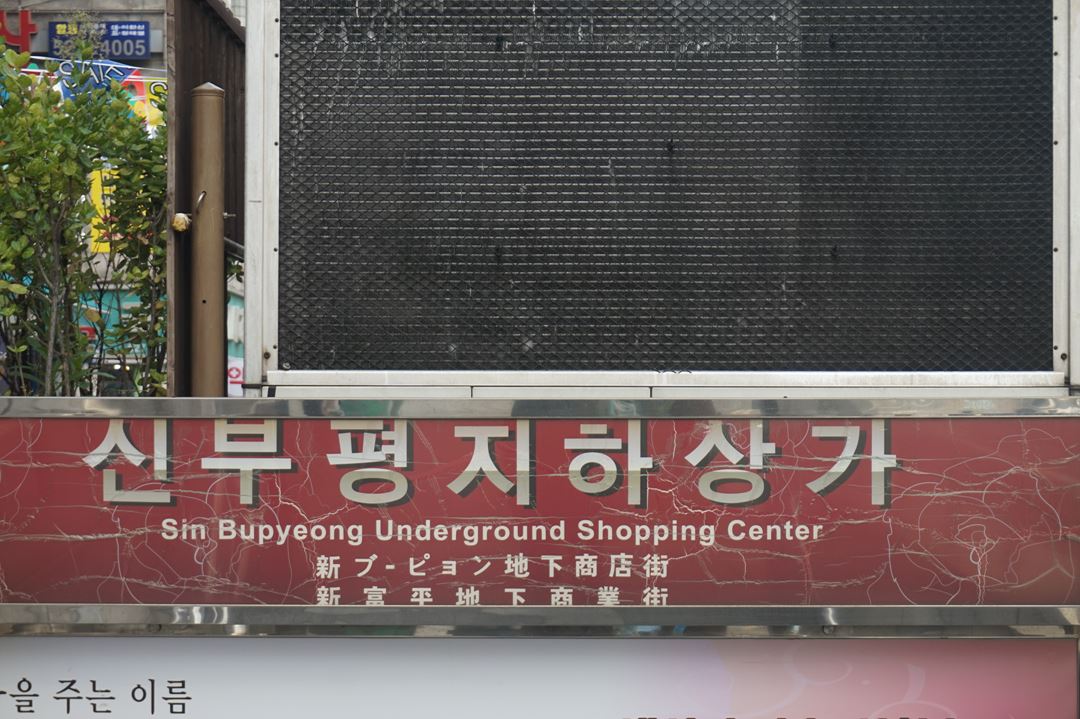 4005
신부평지하상가
Sin Bupyeong Underground Shopping Center
新ブ-ピョン地下商店街
新富平地下商業街
을 주는 이름